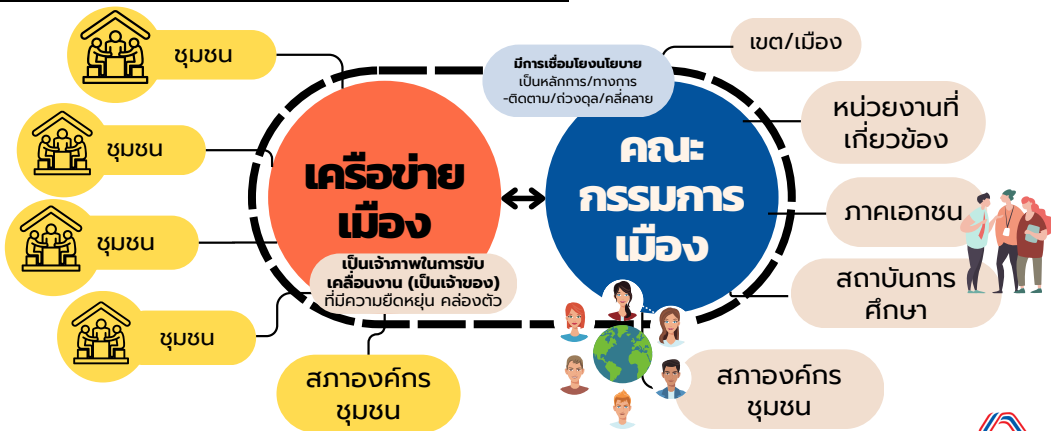 ชุมชน
ชุมชน
ชุมชน
ชุมชน
สภาองค์กร
ชุมชน
เครือข่าย
เมือง
เป็นเจ้าภาพในการขับ
เคลื่อนงาน (เป็นเจ้าของ)
ที่มีความยืดหยุ่น คล่องตัว
มีการเชื่อมโยงนโยบาย
เป็นหลักการ/ทางการ
-ติดตาม/ถ่วงดุล/คลี่คลาย
คณะ
กรรมการ
เมือง
เขต/เมือง
หน่วยงานที่
เกี่ยวข้อง
ภาคเอกชน
สถาบันการ
ศึกษา
สภาองค์กร
ชุมชน